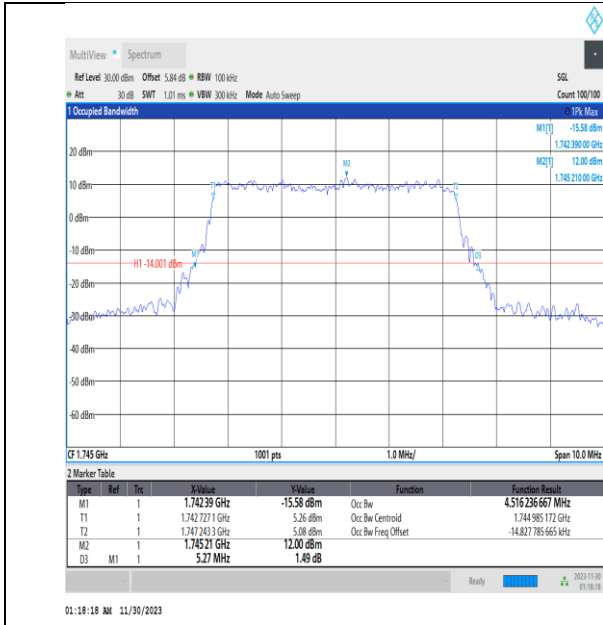 MultiView Spectrum
Ref Level 30.00 dBm Offset 5.84 dB RBW 100 kHz SGL
Att 30 dB SWT 1.01 ms VBW 300 kHz Mode Auto Sweep Count 100/100
1 Occupied Bandwidth 1Pk Max
M1[1] -15.58 dBm
1.742 390 00 GHz
M2[1] 12.00 dBm
1.745 210 00 GHz
20 dBm
M2
10 dBm
T1
T2
0 dBm
-10 dBm
M1
D3
H1 -14.001 dBm
-20 dBm
-30 dBm
-40 dBm
-50 dBm
-60 dBm
CF 1.745 GHz 1001 pts 1.0 MHz/ Span 10.0 MHz
2 Marker Table
Type Ref Trc X-Value Y-Value Function Function Result
M1 1 1.742 39 GHz -15.58 dBm Occ Bw 4.516 236 667 MHz
T1 1 1.742 727 1 GHz 5.26 dBm Occ Bw Centroid 1.744 985 172 GHz
T2 1 1.747 243 3 GHz 5.08 dBm Occ Bw Freq Offset -14.827 785 665 kHz
M2 1 1.745 21 GHz 12.00 dBm
D3 M1 1 5.27 MHz 1.49 dB
Ready 2023-11-30
01:18:18
01:18:18 AM 11/30/2023